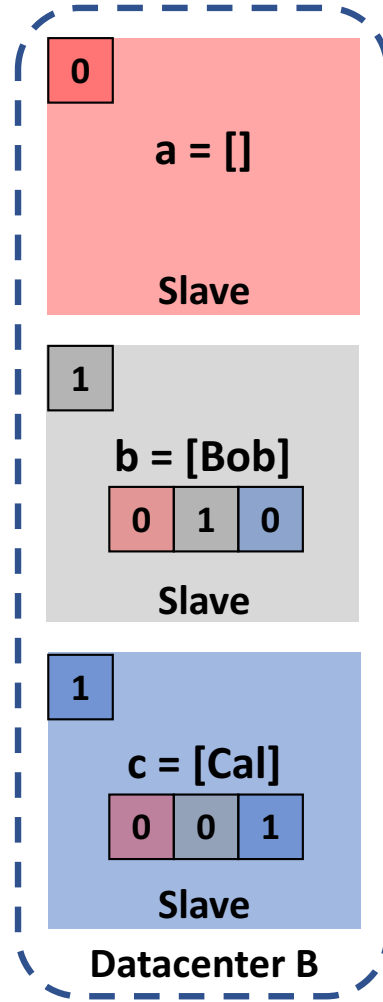 0
a = []
Slave
1
b = [Bob]
0 1 0
Slave
1
c = [Cal]
0 0 1
Slave
Datacenter B